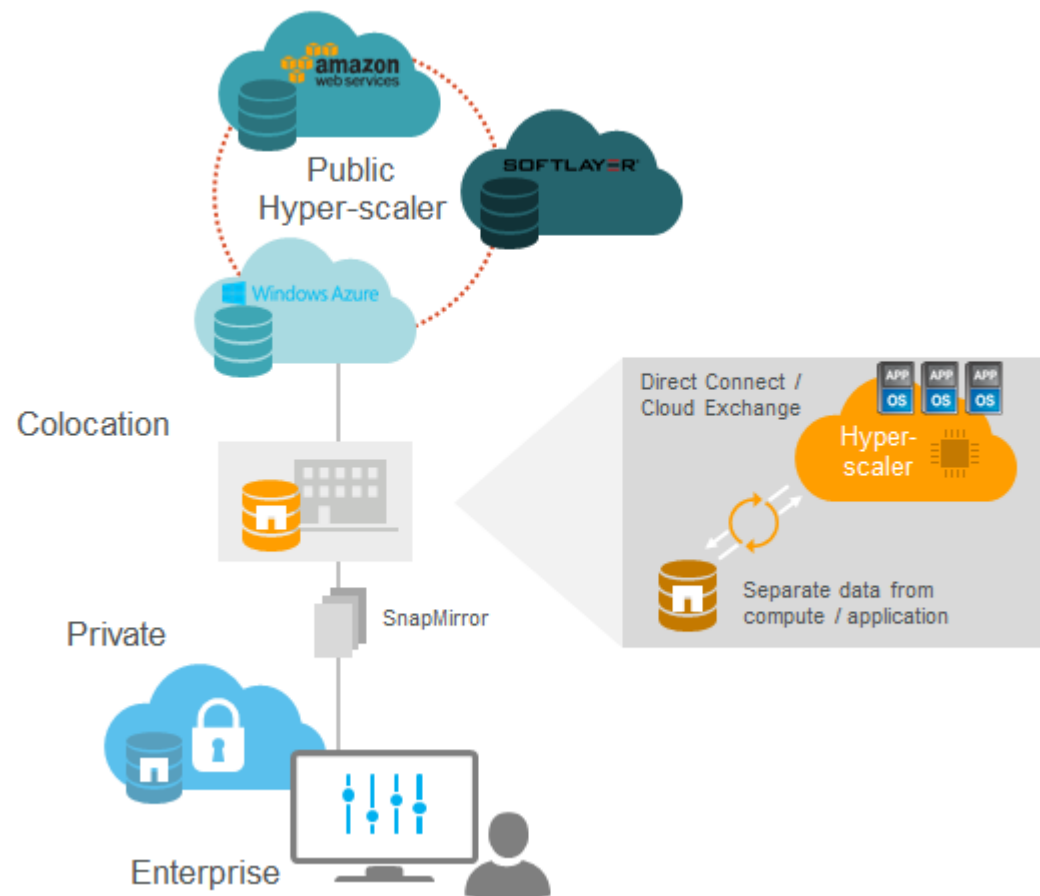 amazon
web services
Public
Hyper-scaler
SOFTLAYER
Windows Azure
Colocation
Direct Connect /
Cloud Exchange
APP APP APP
OS OS OS
Hyper-
scaler
Separate data from
compute / application
SnapMirror
Private
Enterprise